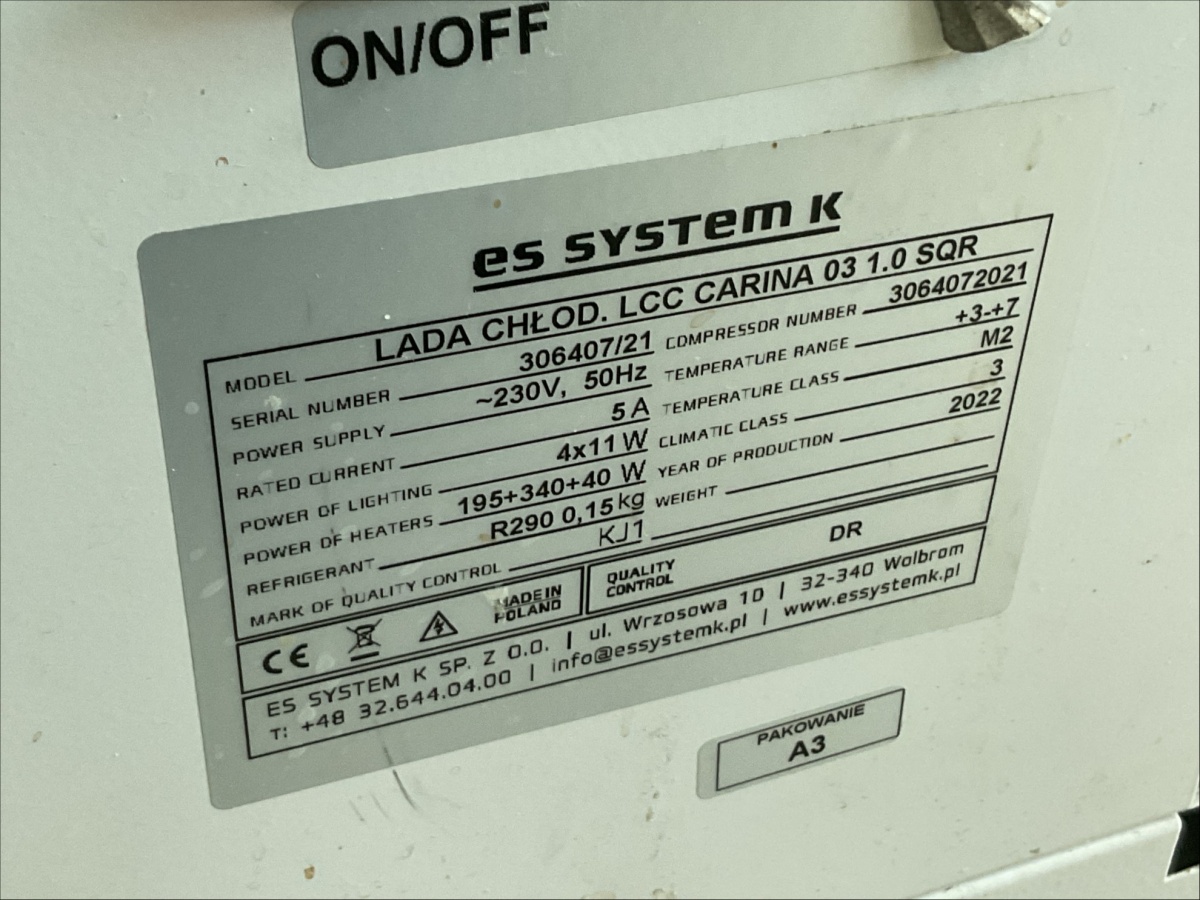 ON/OFF
es system k
MODEL LADA CHŁOD. LCC CARINA 03 1.0 SQR
SERIAL NUMBER 306407/21 COMPRESSOR NUMBER 3064072021
POWER SUPPLY ~230V, 50Hz TEMPERATURE RANGE +3-+7
RATED CURRENT 5 A TEMPERATURE CLASS M2
POWER OF LIGHTING 4x11 W CLIMATIC CLASS 3
POWER OF HEATERS 195+340+40 W YEAR OF PRODUCTION 2022
REFRIGERANT R290 0,15 kg WEIGHT
MARK OF QUALITY CONTROL KJ1
CE MADE IN
POLAND
QUALITY
CONTROL
DR
ES SYSTEM K SP. Z O.O. | ul. Wrzosowa 10 | 32-340 Wolbrom
T: +48 32.644.04.00 | info@essystemk.pl | www.essystemk.pl
PAKOWANIE
A3